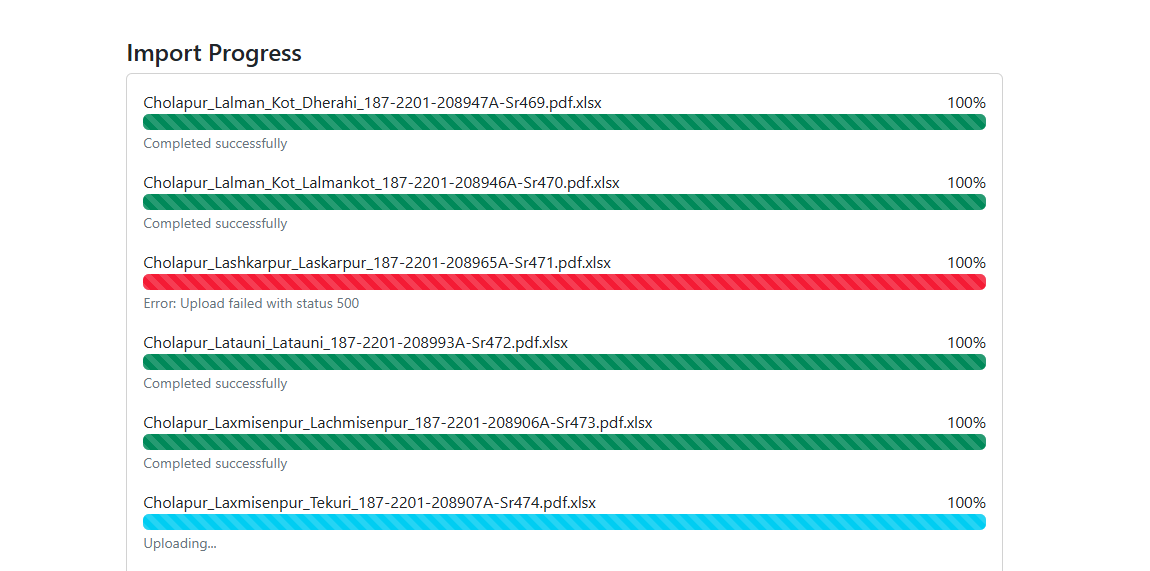 Import Progress
Cholapur_Lalman_Kot_Dherahi_187-2201-208947A-Sr469.pdf.xlsx 100%
Completed successfully
Cholapur_Lalman_Kot_Lalmankot_187-2201-208946A-Sr470.pdf.xlsx 100%
Completed successfully
Cholapur_Lashkarpur_Laskarpur_187-2201-208965A-Sr471.pdf.xlsx 100%
Error: Upload failed with status 500
Cholapur_Latauni_Latauni_187-2201-208993A-Sr472.pdf.xlsx 100%
Completed successfully
Cholapur_Laxmisenpur_Lachmisenpur_187-2201-208906A-Sr473.pdf.xlsx 100%
Completed successfully
Cholapur_Laxmisenpur_Tekuri_187-2201-208907A-Sr474.pdf.xlsx 100%
Uploading...